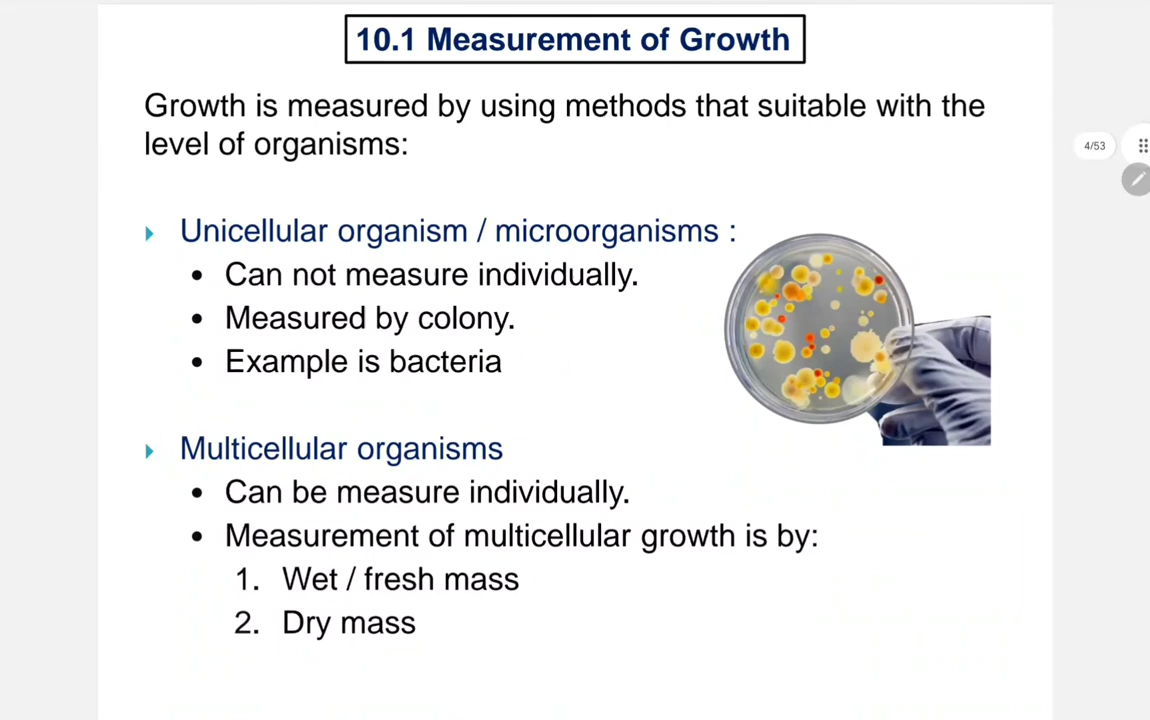 10.1 Measurement of Growth
Growth is measured by using methods that suitable with the
level of organisms:
4/53
Unicellular organism / microorganisms :
• Can not measure individually.
• Measured by colony.
• Example is bacteria
Multicellular organisms
• Can be measure individually.
• Measurement of multicellular growth is by:
1. Wet / fresh mass
2. Dry mass